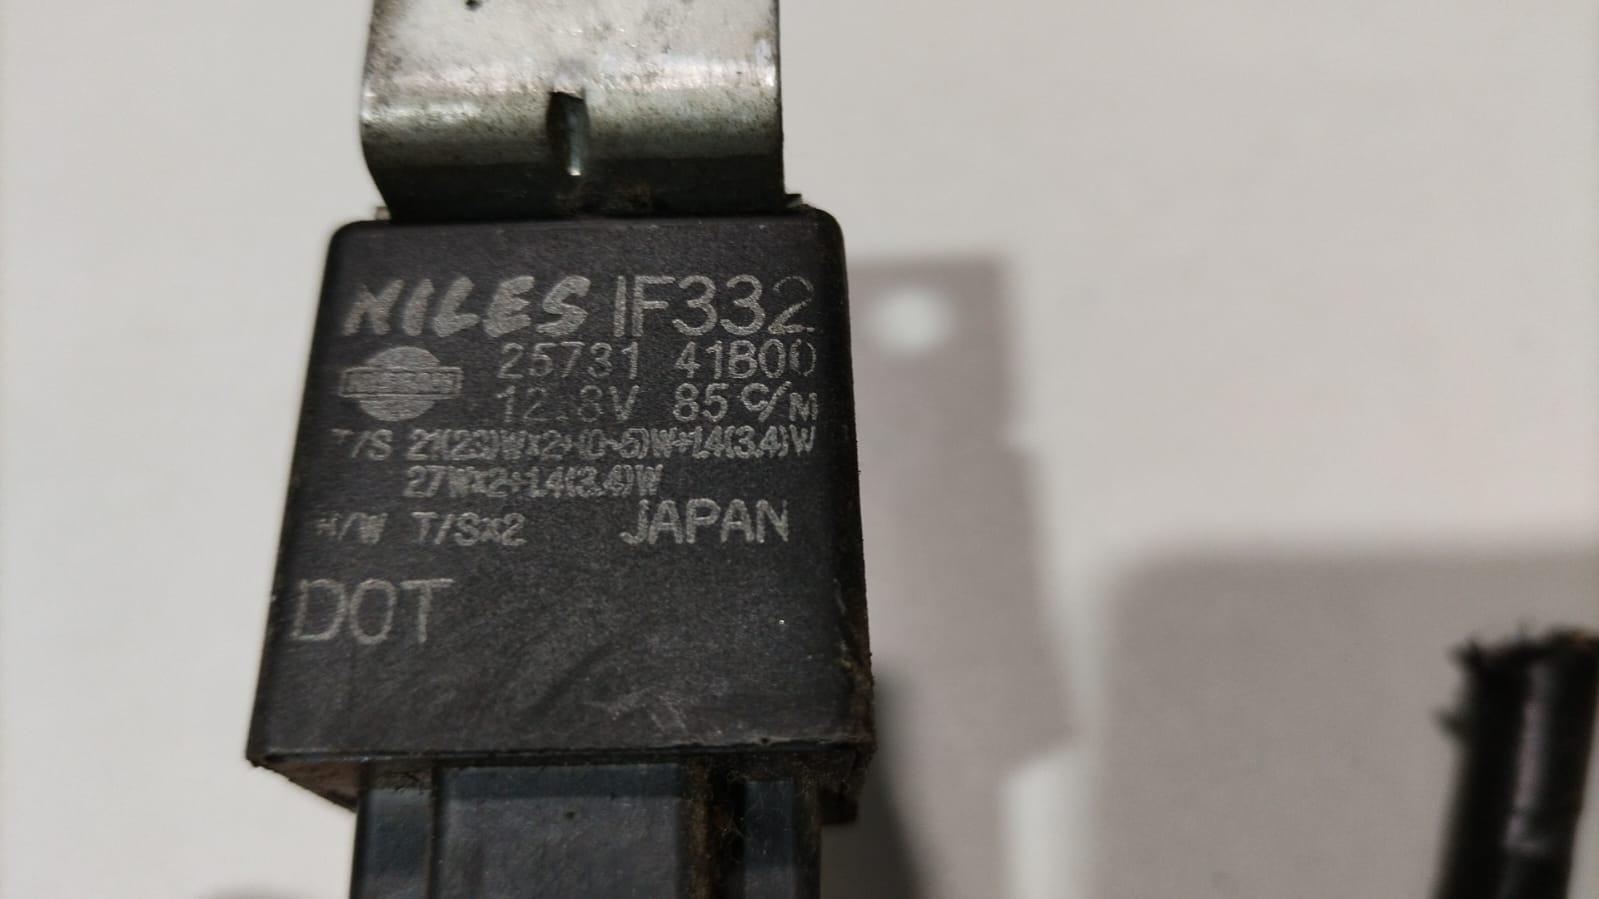 NILES IF332
NISSAN
25731 41B00
12.8V 85 C/M
T/S 21(23)W×2+(0~5)W+1.4(3.4)W
27W×2+1.4(3.4)W
H/W T/S×2 JAPAN
DOT